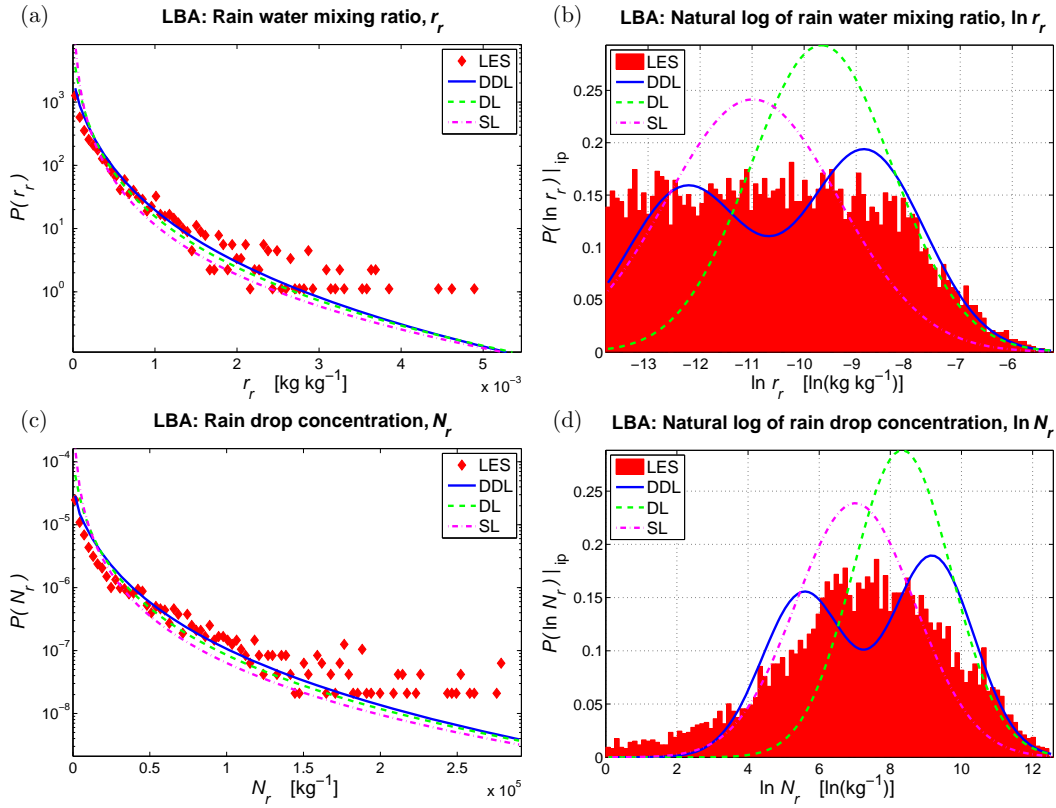 (a)
LBA: Rain water mixing ratio, r_r
LES
DDL
DL
SL
P( r_r )
10^3
10^2
10^1
10^0
0 1 2 3 4 5
r_r [kg kg^−1]
x 10^−3
(b)
LBA: Natural log of rain water mixing ratio, ln r_r
LES
DDL
DL
SL
P( ln r_r )|_ip
0.25
0.2
0.15
0.1
0.05
0
−13 −12 −11 −10 −9 −8 −7 −6
ln r_r [ln(kg kg^−1)]
(c)
LBA: Rain drop concentration, N_r
LES
DDL
DL
SL
P( N_r )
10^−4
10^−5
10^−6
10^−7
10^−8
0 0.5 1 1.5 2 2.5
N_r [kg^−1]
x 10^5
(d)
LBA: Natural log of rain drop concentration, ln N_r
LES
DDL
DL
SL
P( ln N_r )|_ip
0.25
0.2
0.15
0.1
0.05
0
0 2 4 6 8 10 12
ln N_r [ln(kg^−1)]